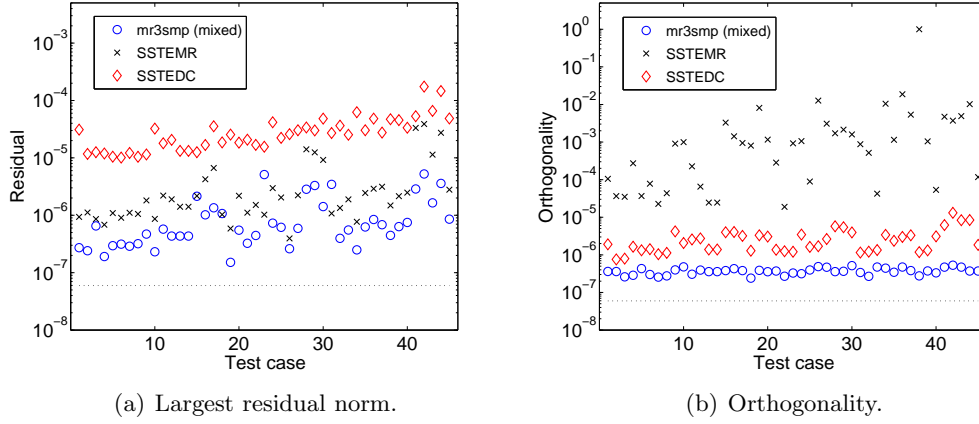 mr3smp (mixed)
SSTEMR
SSTEDC
10^-3
10^-4
10^-5
10^-6
10^-7
10^-8
Residual
10 20 30 40
Test case
(a) Largest residual norm.
mr3smp (mixed)
SSTEMR
SSTEDC
10^0
10^-1
10^-2
10^-3
10^-4
10^-5
10^-6
10^-7
10^-8
Orthogonality
10 20 30 40
Test case
(b) Orthogonality.